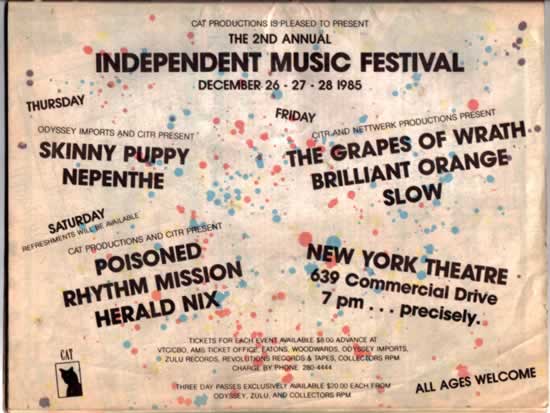 CAT PRODUCTIONS IS PLEASED TO PRESENT
THE 2ND ANNUAL
INDEPENDENT MUSIC FESTIVAL
DECEMBER 26 - 27 - 28 1985
THURSDAY
ODYSSEY IMPORTS AND CITR PRESENT
SKINNY PUPPY
NEPENTHE
FRIDAY
CITR AND NETTWERK PRODUCTIONS PRESENT
THE GRAPES OF WRATH
BRILLIANT ORANGE
SLOW
SATURDAY
REFRESHMENTS WILL BE AVAILABLE
CAT PRODUCTIONS AND CITR PRESENT
POISONED
RHYTHM MISSION
HERALD NIX
NEW YORK THEATRE
639 Commercial Drive
7 pm . . . precisely.
TICKETS FOR EACH EVENT AVAILABLE $8.00 ADVANCE AT
VTC/CBO, AMS TICKET OFFICE, EATONS, WOODWARDS, ODYSSEY IMPORTS,
ZULU RECORDS, REVOLUTIONS RECORDS & TAPES, COLLECTORS RPM
CHARGE BY PHONE 280-4444
CAT
THREE DAY PASSES EXCLUSIVELY AVAILABLE $20.00 EACH FROM
ODYSSEY, ZULU, AND COLLECTORS RPM
ALL AGES WELCOME